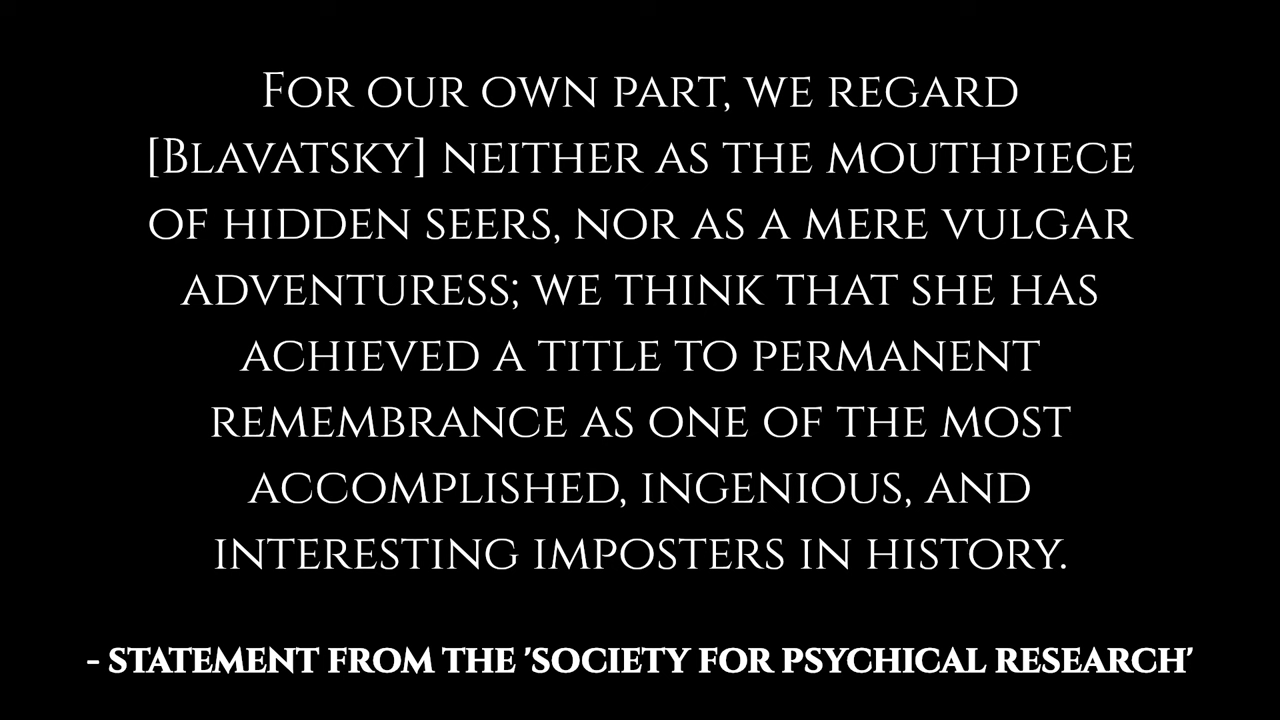 For our own part, we regard
[Blavatsky] neither as the mouthpiece
of hidden seers, nor as a mere vulgar
adventuress; we think that she has
achieved a title to permanent
remembrance as one of the most
accomplished, ingenious, and
interesting imposters in history.
- Statement from the 'Society for Psychical Research'